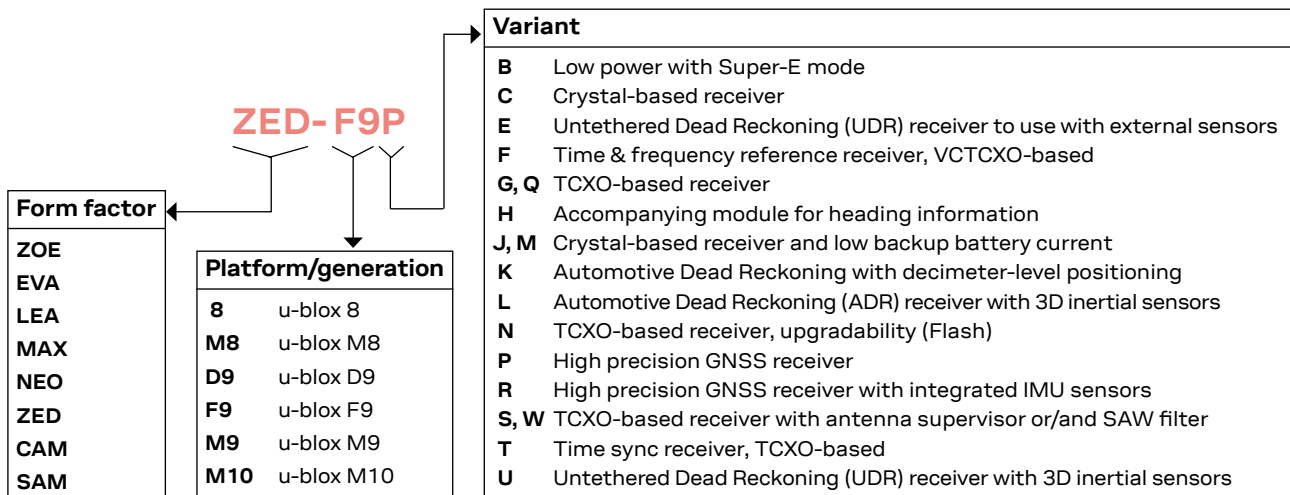 ZED-F9P
Form factor
ZOE
EVA
LEA
MAX
NEO
ZED
CAM
SAM
Platform/generation
8 u-blox 8
M8 u-blox M8
D9 u-blox D9
F9 u-blox F9
M9 u-blox M9
M10 u-blox M10
Variant
B Low power with Super-E mode
C Crystal-based receiver
E Untethered Dead Reckoning (UDR) receiver to use with external sensors
F Time & frequency reference receiver, VCTCXO-based
G, Q TCXO-based receiver
H Accompanying module for heading information
J, M Crystal-based receiver and low backup battery current
K Automotive Dead Reckoning with decimeter-level positioning
L Automotive Dead Reckoning (ADR) receiver with 3D inertial sensors
N TCXO-based receiver, upgradability (Flash)
P High precision GNSS receiver
R High precision GNSS receiver with integrated IMU sensors
S, W TCXO-based receiver with antenna supervisor or/and SAW filter
T Time sync receiver, TCXO-based
U Untethered Dead Reckoning (UDR) receiver with 3D inertial sensors